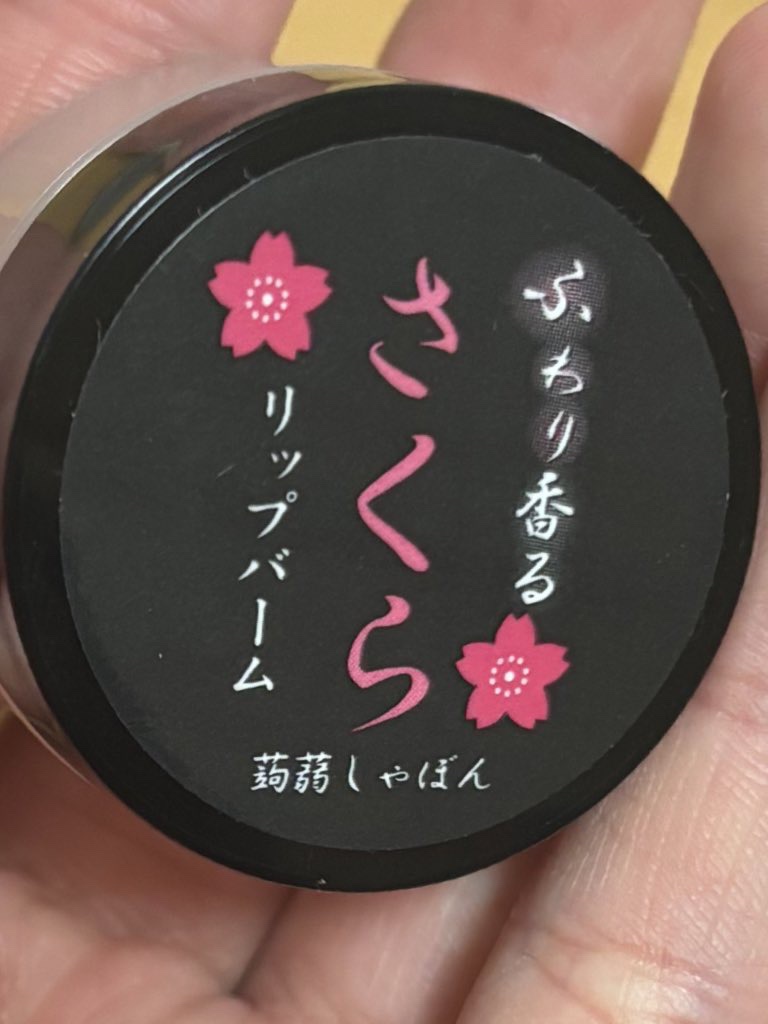 ふわり香る
さくら
リップバーム
蒟蒻しゃぼん